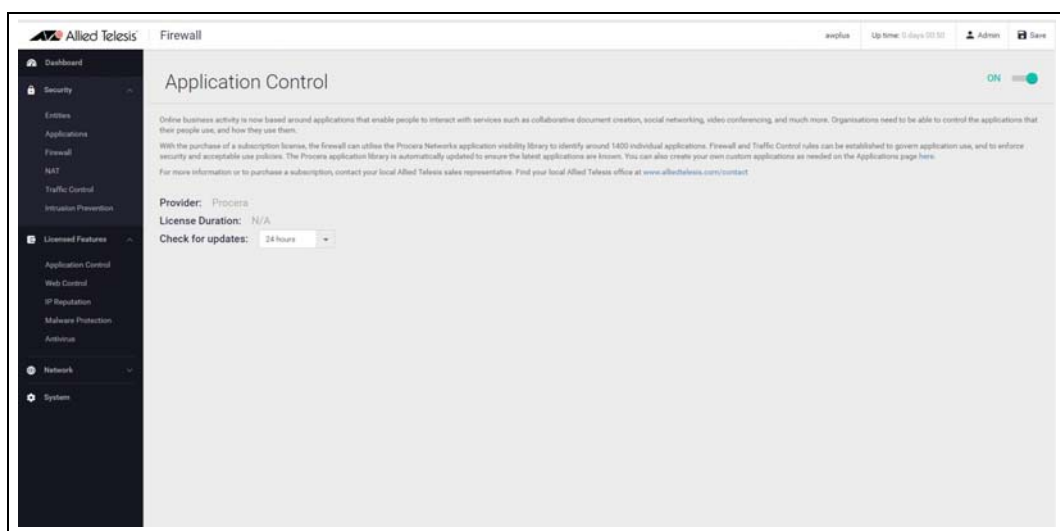 Allied Telesis
Firewall
awplus
Up time: 0 days 00:50
Admin
Save
Dashboard
Security
Entities
Applications
Firewall
NAT
Traffic Control
Intrusion Prevention
Licensed Features
Application Control
Web Control
IP Reputation
Malware Protection
Antivirus
Network
System
Application Control
ON
Online business activity is now based around applications that enable people to interact with services such as collaborative document creation, social networking, video conferencing, and much more. Organisations need to be able to control the applications that
their people use, and how they use them.
With the purchase of a subscription license, the firewall can utilise the Procera Networks application visibility library to identify around 1400 individual applications. Firewall and Traffic Control rules can be established to govern application use, and to enforce
security and acceptable use policies. The Procera application library is automatically updated to ensure the latest applications are known. You can also create your own custom applications as needed on the Applications page here.
For more information or to purchase a subscription, contact your local Allied Telesis sales representative. Find your local Allied Telesis office at www.alliedtelesis.com/contact
Provider: Procera
License Duration: N/A
Check for updates: 24 hours